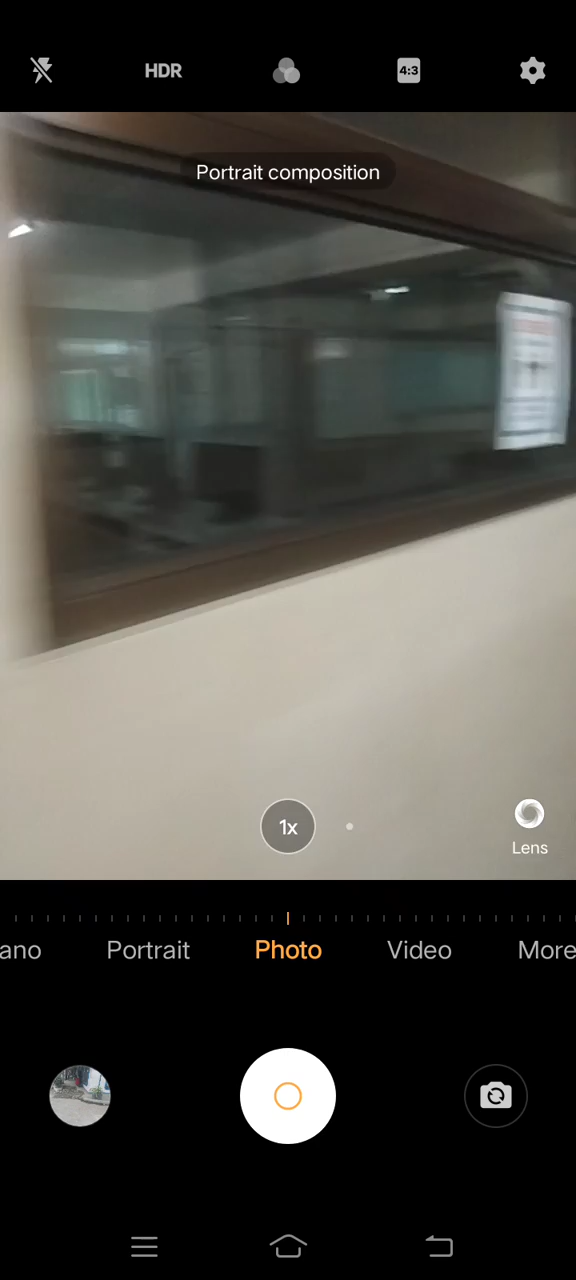 HDR
4:3
Portrait composition
1x
Lens
ano
Portrait
Photo
Video
More